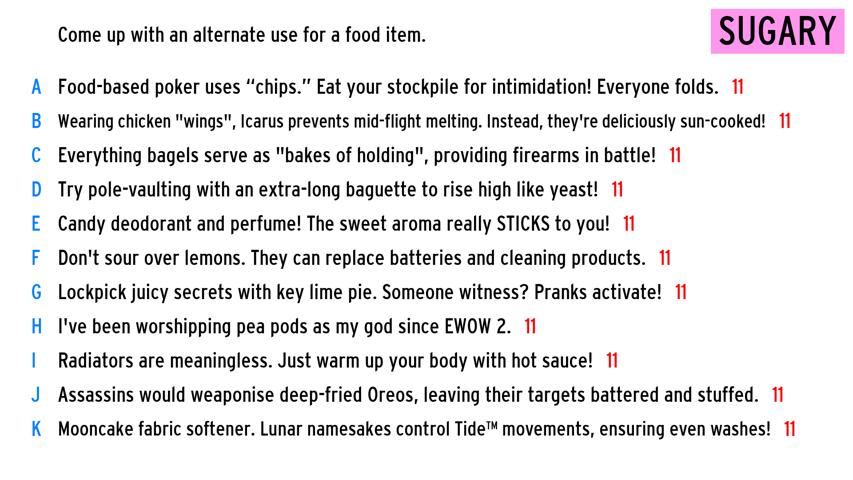 Come up with an alternate use for a food item.
SUGARY
A Food-based poker uses “chips.” Eat your stockpile for intimidation! Everyone folds. 11
B Wearing chicken "wings", Icarus prevents mid-flight melting. Instead, they're deliciously sun-cooked! 11
C Everything bagels serve as "bakes of holding", providing firearms in battle! 11
D Try pole-vaulting with an extra-long baguette to rise high like yeast! 11
E Candy deodorant and perfume! The sweet aroma really STICKS to you! 11
F Don't sour over lemons. They can replace batteries and cleaning products. 11
G Lockpick juicy secrets with key lime pie. Someone witness? Pranks activate! 11
H I've been worshipping pea pods as my god since EWOW 2. 11
I Radiators are meaningless. Just warm up your body with hot sauce! 11
J Assassins would weaponise deep-fried Oreos, leaving their targets battered and stuffed. 11
K Mooncake fabric softener. Lunar namesakes control Tide™ movements, ensuring even washes! 11